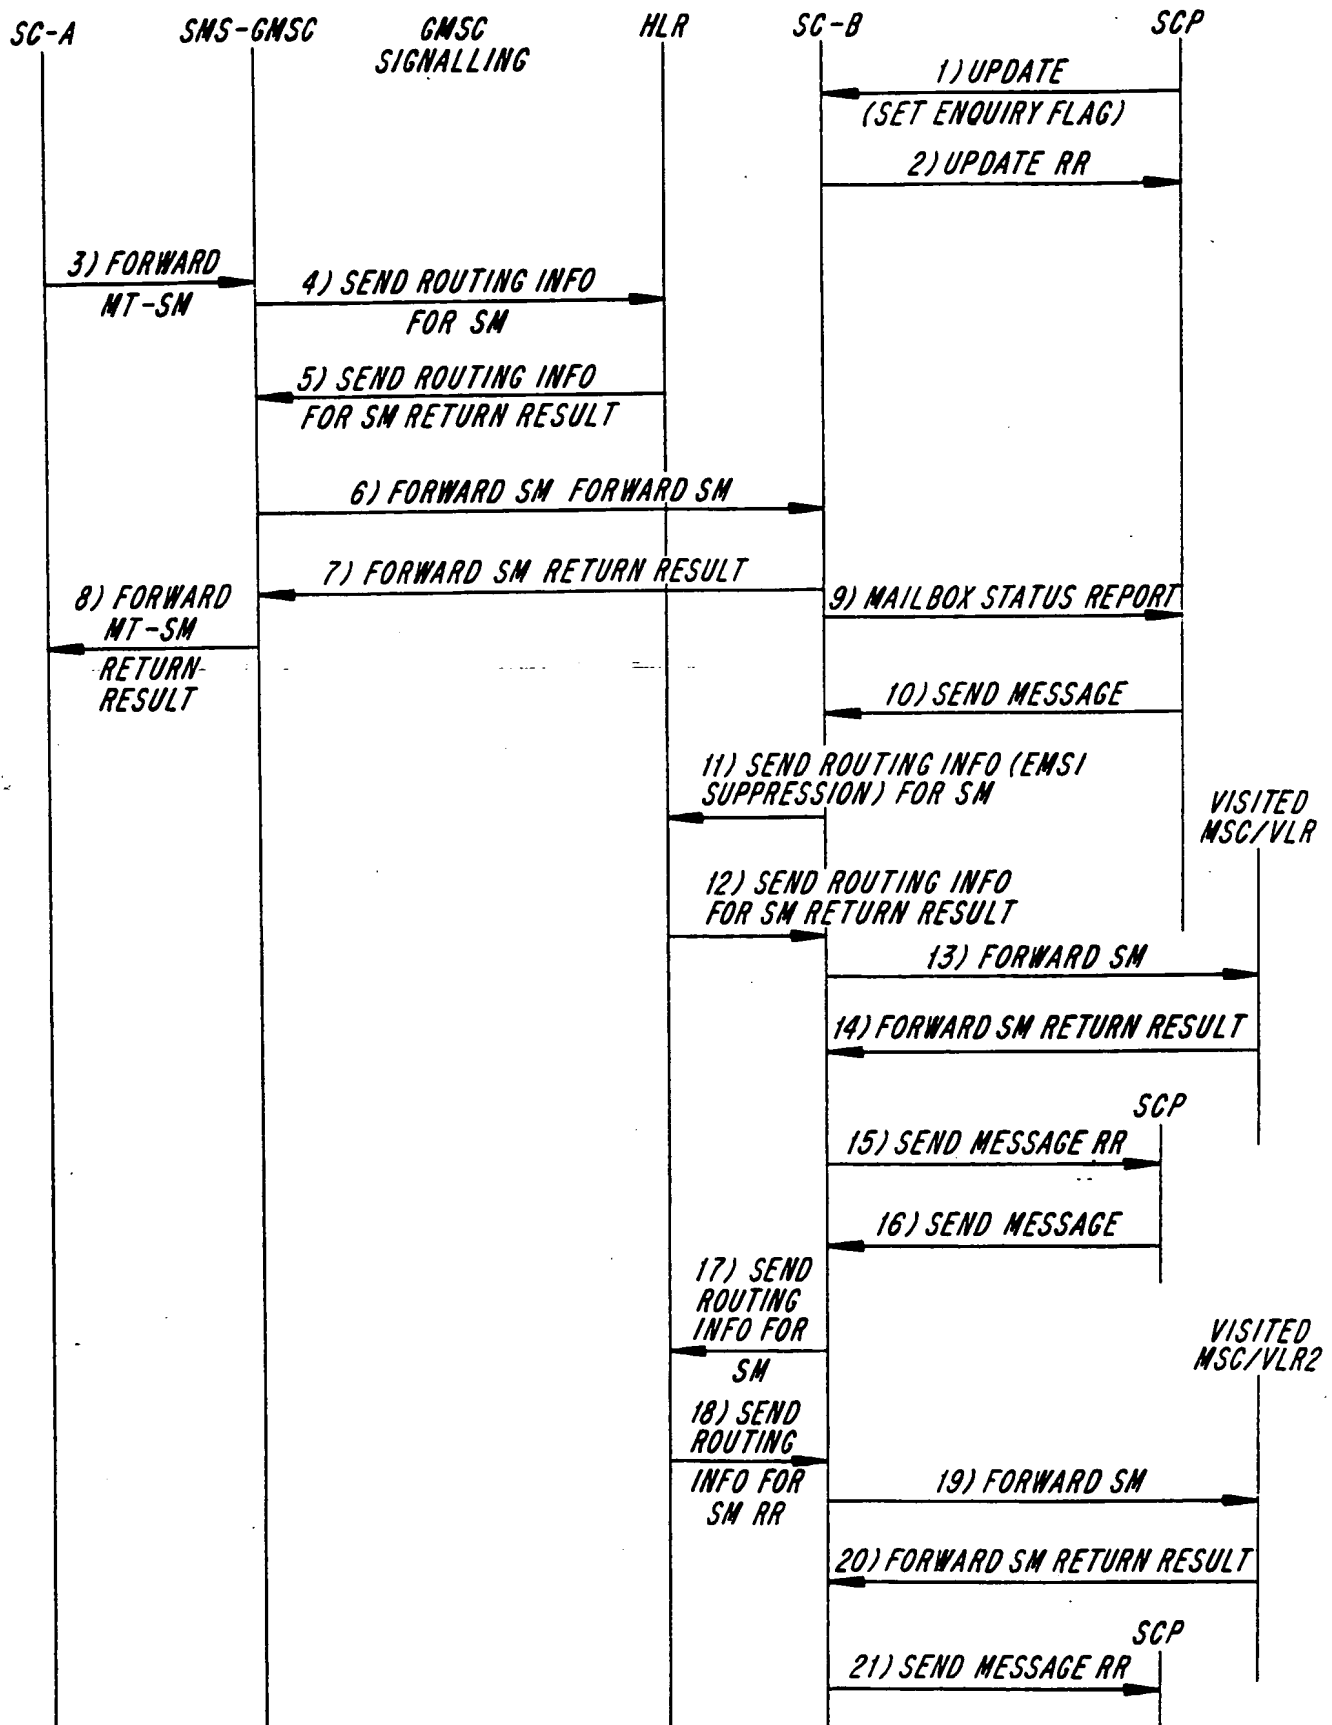 SC-A
SMS-GMSC
GMSC
SIGNALLING
HLR
SC-B
SCP
1) UPDATE
(SET ENQUIRY FLAG)
2) UPDATE RR
3) FORWARD
MT-SM
4) SEND ROUTING INFO
FOR SM
5) SEND ROUTING INFO
FOR SM RETURN RESULT
6) FORWARD SM FORWARD SM
7) FORWARD SM RETURN RESULT
8) FORWARD
MT-SM
RETURN
RESULT
9) MAILBOX STATUS REPORT
10) SEND MESSAGE
11) SEND ROUTING INFO (EMSI
SUPPRESSION) FOR SM
VISITED
MSC/VLR
12) SEND ROUTING INFO
FOR SM RETURN RESULT
13) FORWARD SM
14) FORWARD SM RETURN RESULT
SCP
15) SEND MESSAGE RR
16) SEND MESSAGE
17) SEND
ROUTING
INFO FOR
SM
VISITED
MSC/VLR2
18) SEND
ROUTING
INFO FOR
SM RR
19) FORWARD SM
20) FORWARD SM RETURN RESULT
SCP
21) SEND MESSAGE RR